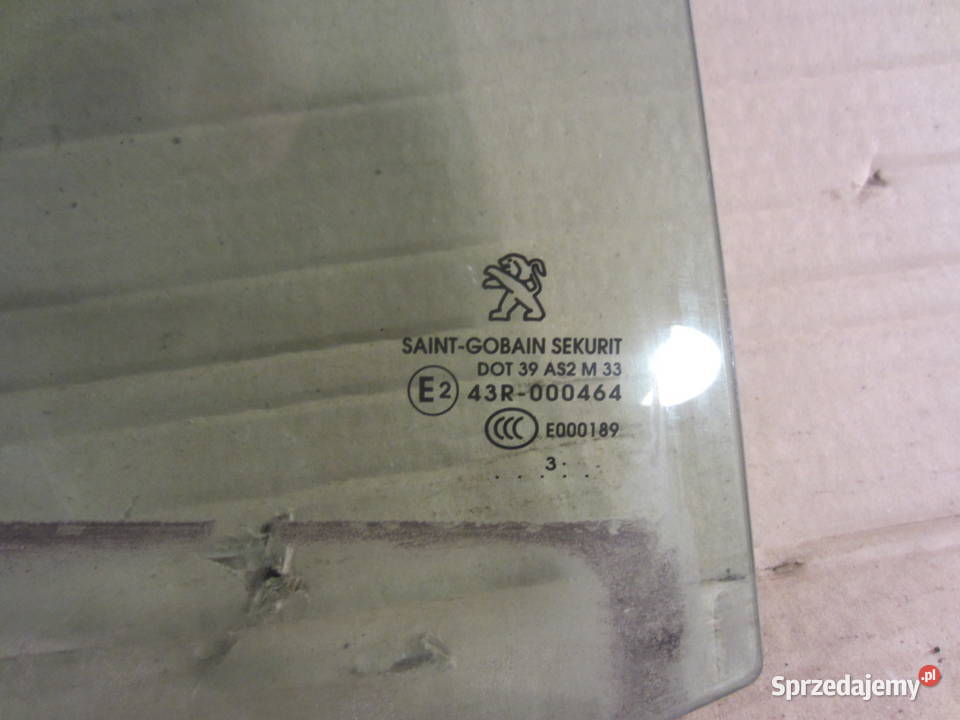 SAINT-GOBAIN SEKURIT
DOT 39 AS2 M 33
E2 43R-000464
CCC E000189
. . 3 . .
. . . . .
Sprzedajemy.pl